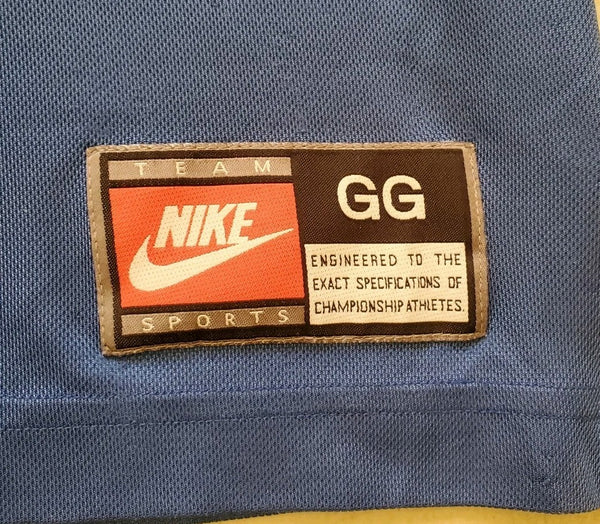 TEAM
NIKE
SPORTS
GG
ENGINEERED TO THE
EXACT SPECIFICATIONS OF
CHAMPIONSHIP ATHLETES.